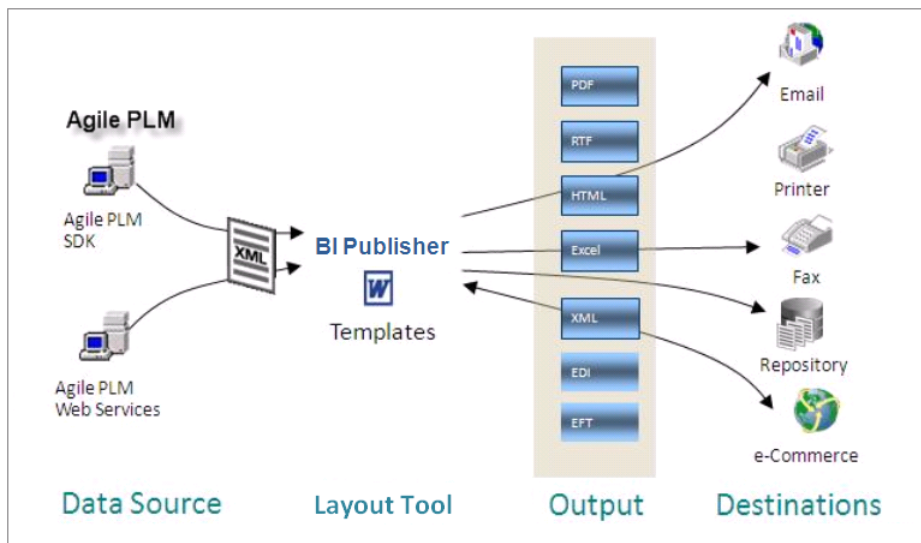 Agile PLM
Agile PLM
SDK
XML
Agile PLM
Web Services
BI Publisher
W
Templates
PDF
RTF
HTML
Excel
XML
EDI
EFT
Email
Printer
Fax
Repository
e-Commerce
Data Source
Layout Tool
Output
Destinations